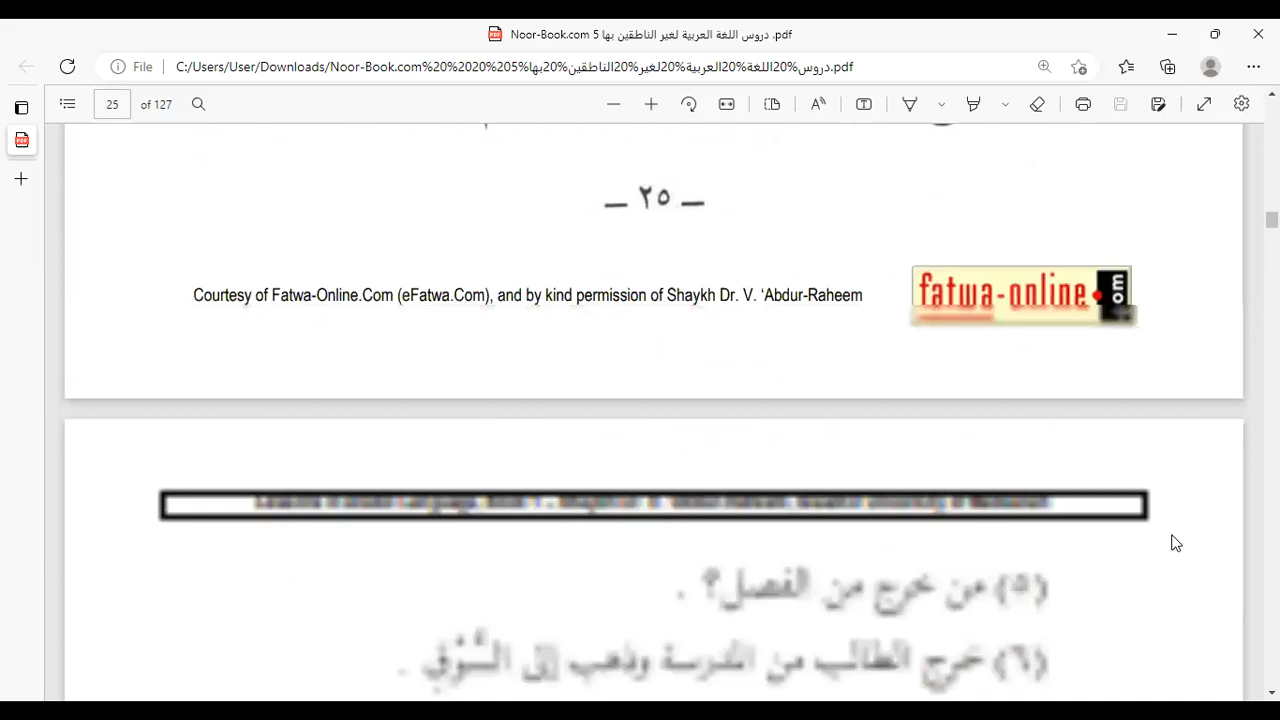 Noor-Book.com دروس اللغة العربية لغير الناطقين بها 5 .pdf
File
C:/Users/User/Downloads/Noor-Book.com%20%20%20دروس%20اللغة%20العربية%20لغير%20الناطقين%20بها%205.pdf
25 of 127
– ٢٥ –
Courtesy of Fatwa-Online.Com (eFatwa.Com), and by kind permission of Shaykh Dr. V. ‘Abdur-Raheem
fatwa-online.com
(٥) من خرج من الفصل؟ .
(٦) خرج الطالب من المدرسة وذهب إلى السُّوْقِ .